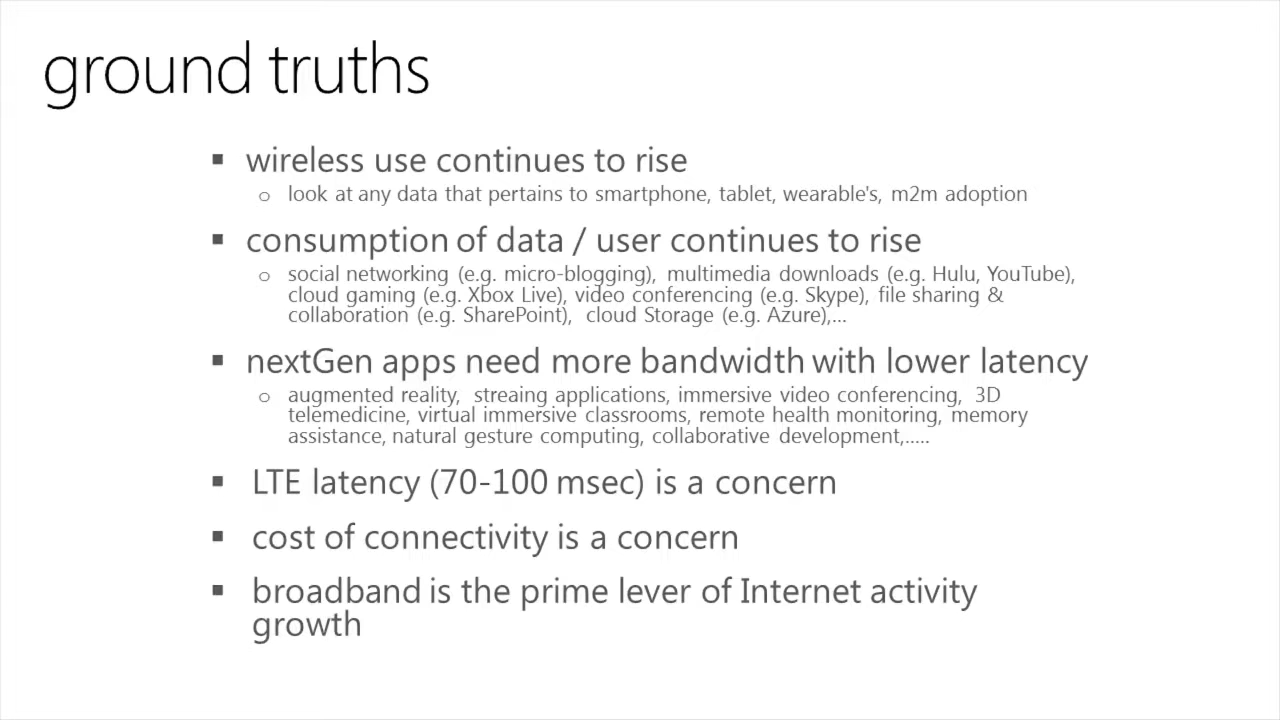 ground truths
▪ wireless use continues to rise
o look at any data that pertains to smartphone, tablet, wearable's, m2m adoption
▪ consumption of data / user continues to rise
o social networking (e.g. micro-blogging), multimedia downloads (e.g. Hulu, YouTube),
cloud gaming (e.g. Xbox Live), video conferencing (e.g. Skype), file sharing &
collaboration (e.g. SharePoint), cloud Storage (e.g. Azure),...
▪ nextGen apps need more bandwidth with lower latency
o augmented reality, streaing applications, immersive video conferencing, 3D
telemedicine, virtual immersive classrooms, remote health monitoring, memory
assistance, natural gesture computing, collaborative development,.....
▪ LTE latency (70-100 msec) is a concern
▪ cost of connectivity is a concern
▪ broadband is the prime lever of Internet activity
growth